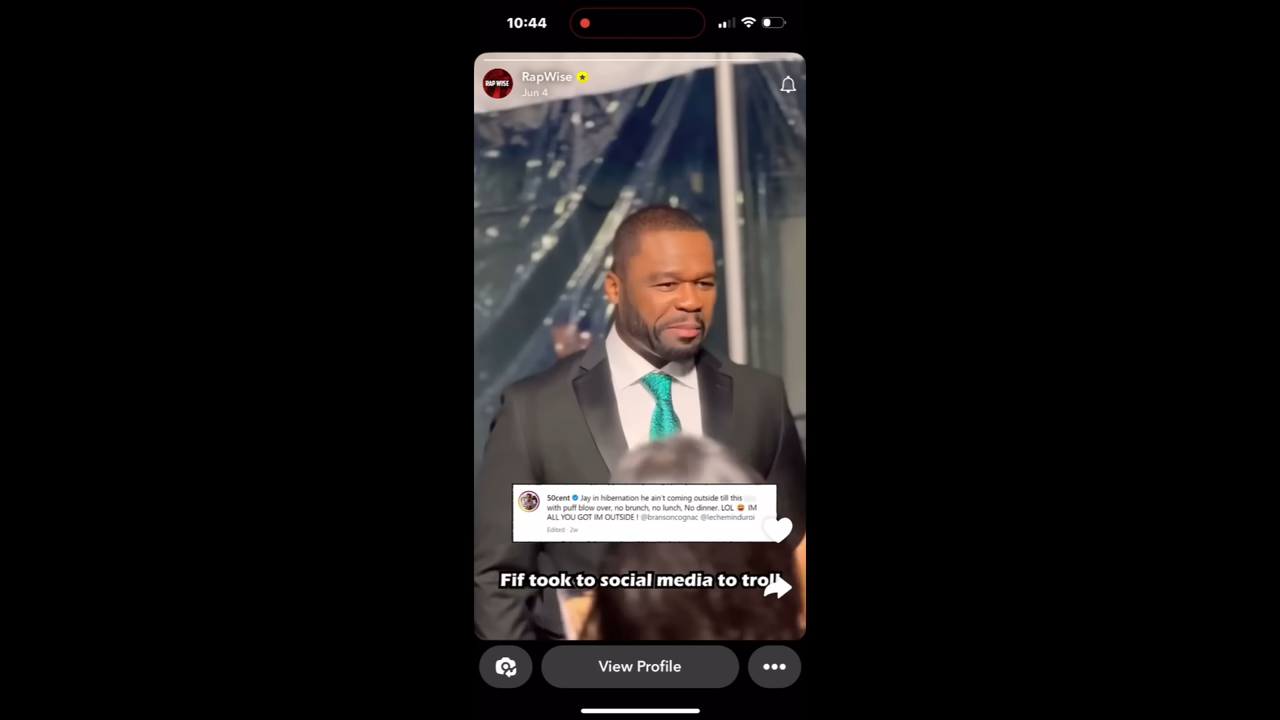 10:44
RAP WISE
RapWise
Jun 4
50cent Jay in hibernation he ain't coming outside till this
with puff blow over, no brunch, no lunch, No dinner. LOL 😆 IM
ALL YOU GOT IM OUTSIDE ! @bransoncognac @lecheminduroi
Edited · 2w
Fif took to social media to troll
View Profile